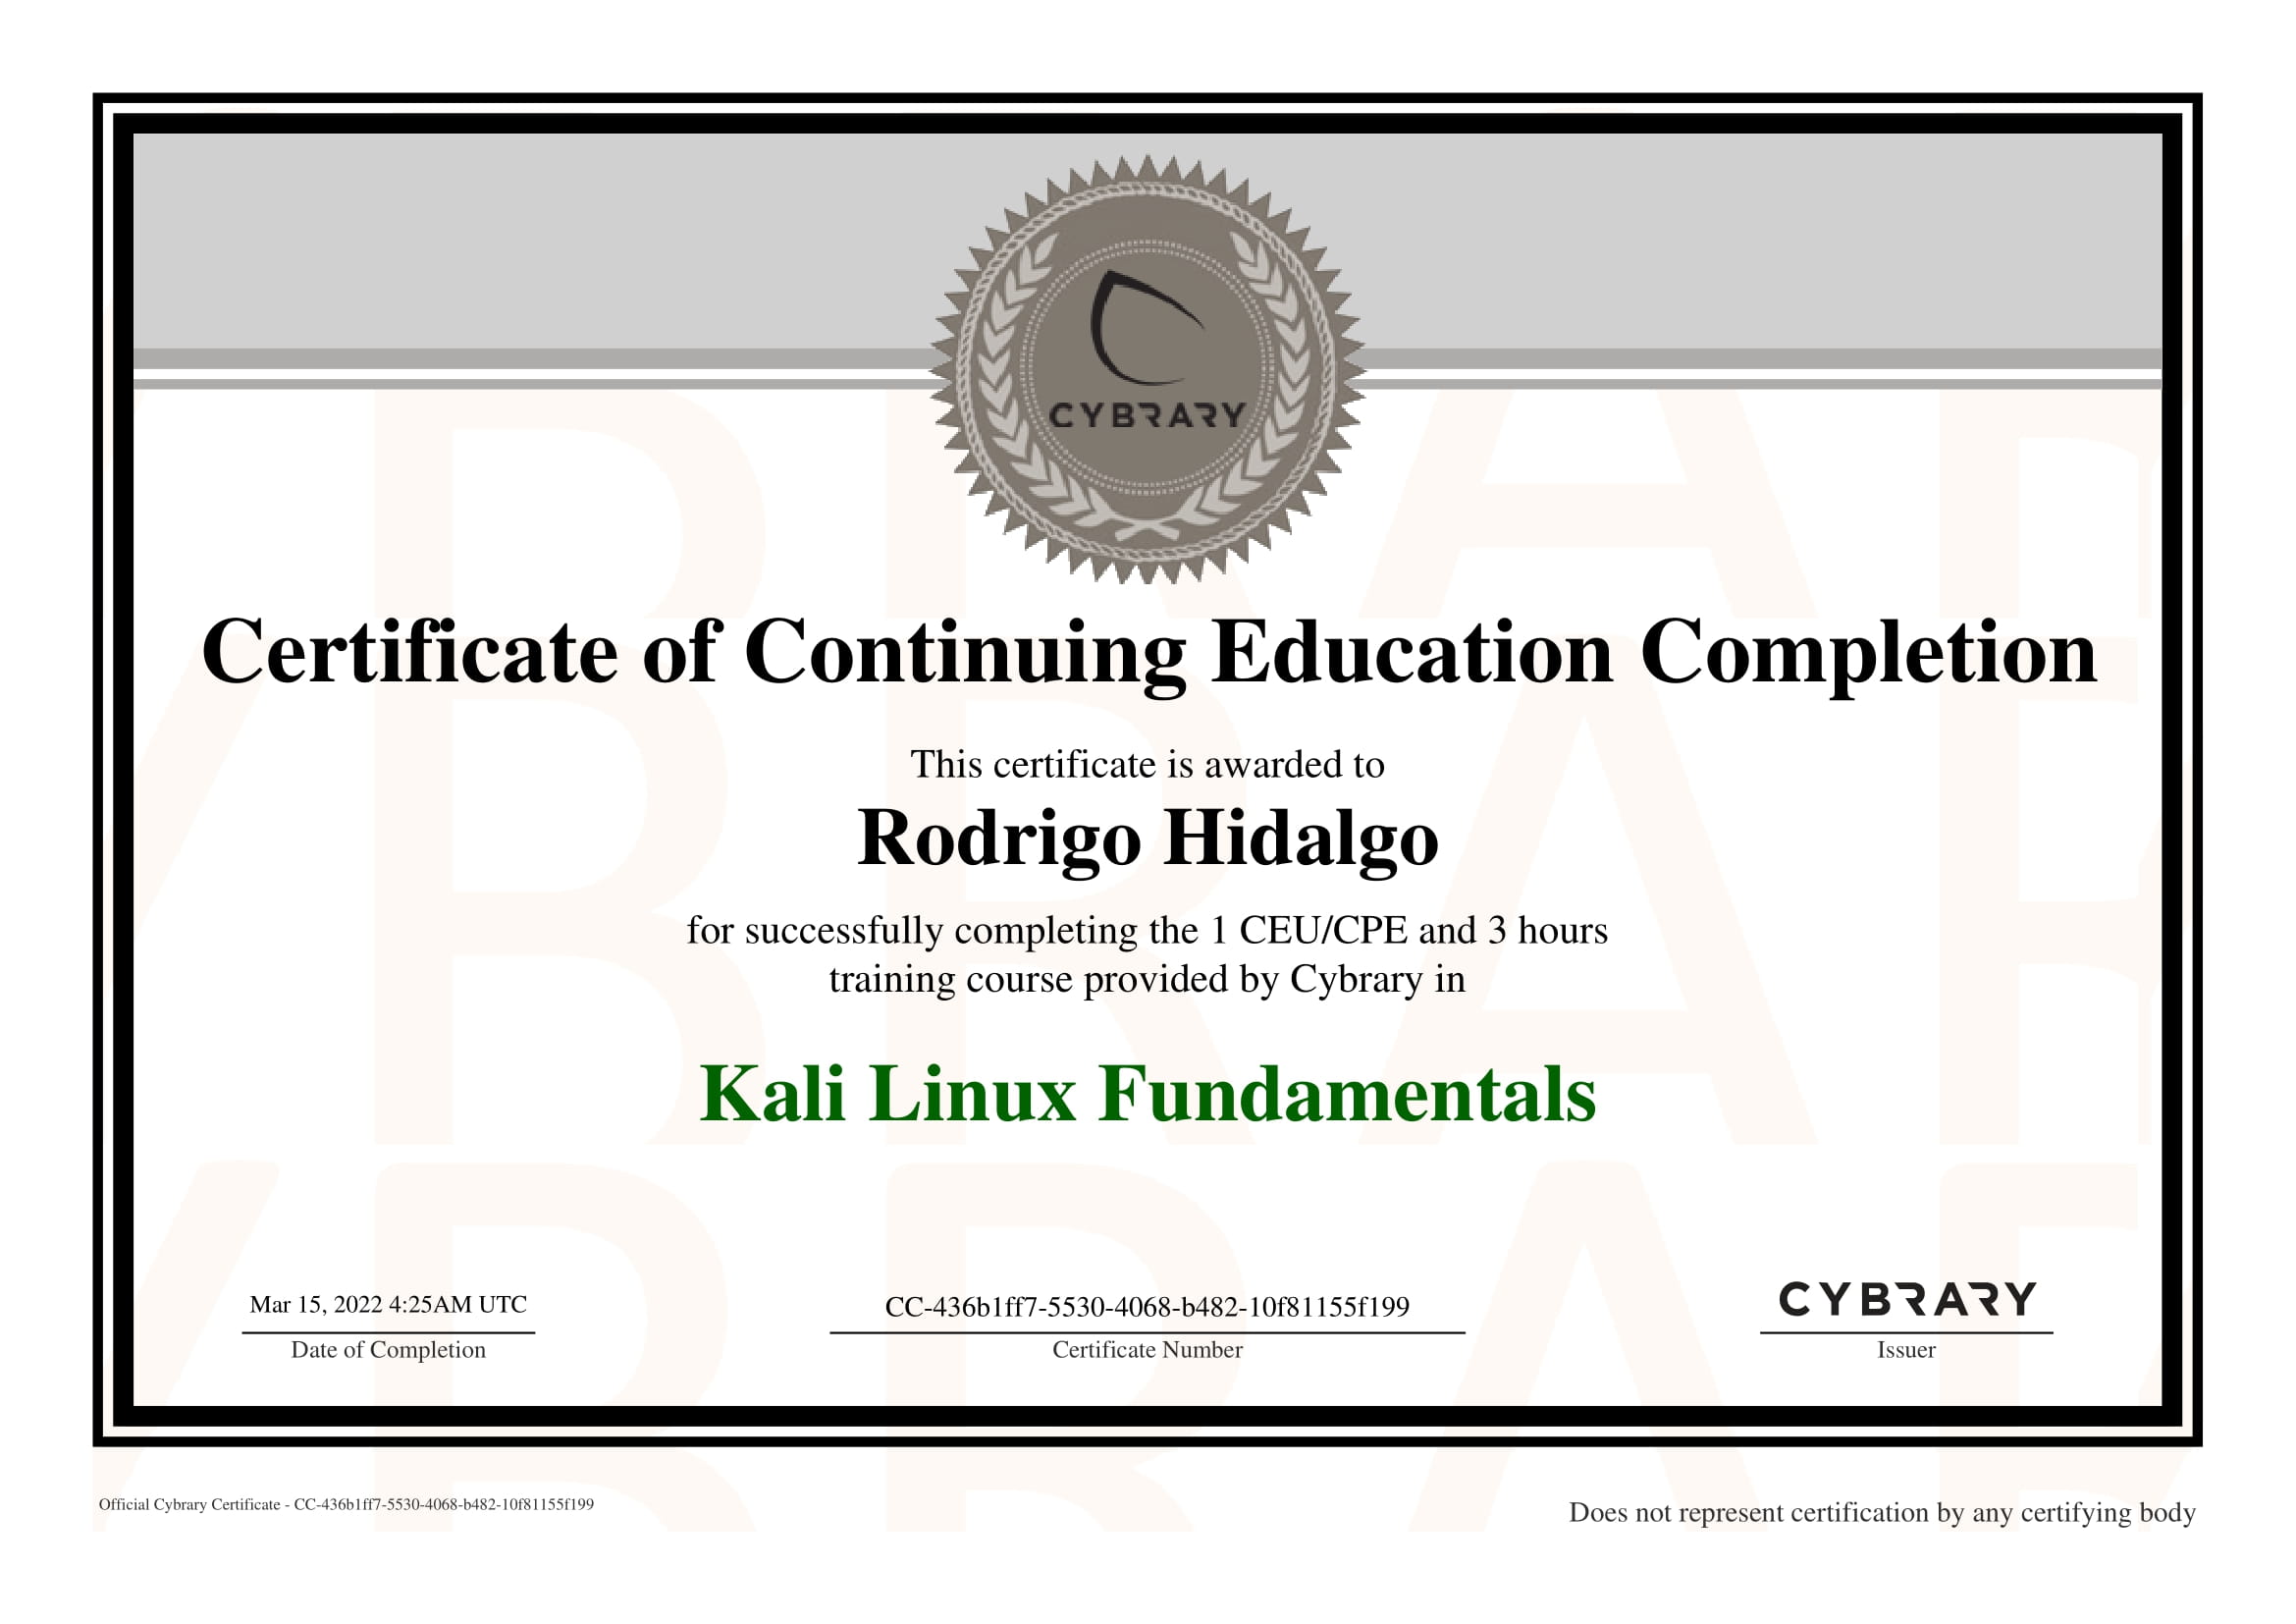 CYBRARY
Certificate of Continuing Education Completion
This certificate is awarded to
Rodrigo Hidalgo
for successfully completing the 1 CEU/CPE and 3 hours
training course provided by Cybrary in
Kali Linux Fundamentals
Mar 15, 2022 4:25AM UTC
Date of Completion
CC-436b1ff7-5530-4068-b482-10f81155f199
Certificate Number
CYBRARY
Issuer
Official Cybrary Certificate - CC-436b1ff7-5530-4068-b482-10f81155f199
Does not represent certification by any certifying body